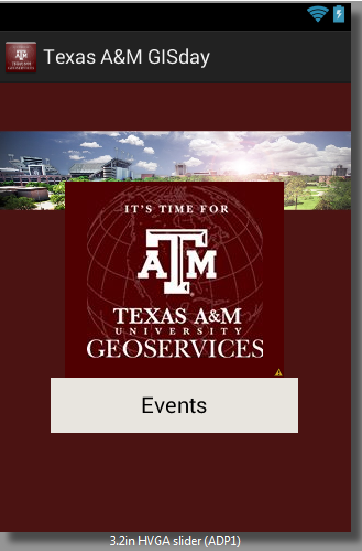 Texas A&M GISday
IT'S TIME FOR
ATM
TEXAS A&M
UNIVERSITY
GEOSERVICES
Events
3.2in HVGA slider (ADP1)